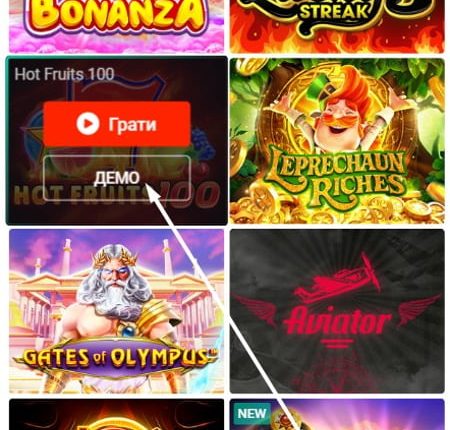 BONANZA
STREAK
Hot Fruits 100
Грати
ДЕМО
HOT FRUITS 100
LEPRECHAUN
RICHES
GATES of OLYMPUS
Aviator
NEW